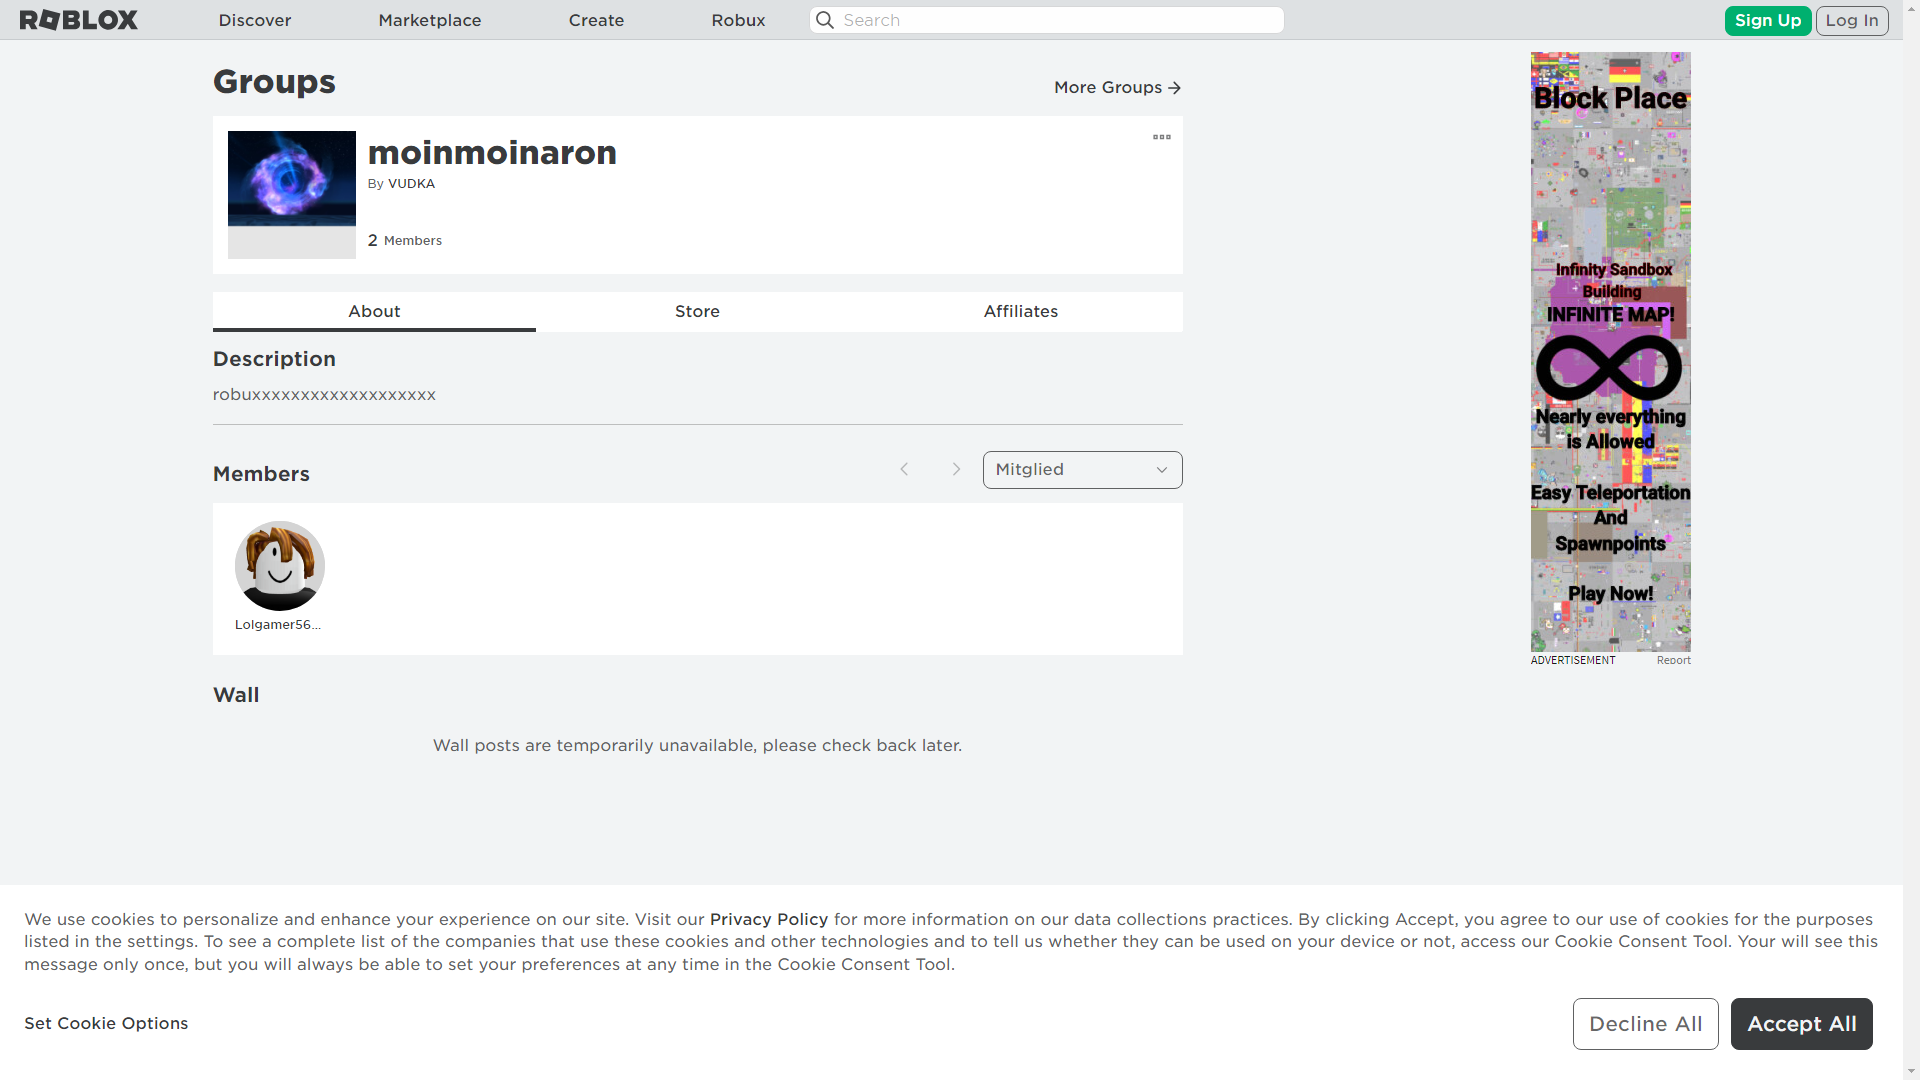 ROBLOX Discover Marketplace Create Robux Search Sign Up Log In
Groups
More Groups
moinmoinaron
By VUDKA
2 Members
About Store Affiliates
Description
robuxxxxxxxxxxxxxxxxxxx
Members
Mitglied
Lolgamer56...
Wall
Wall posts are temporarily unavailable, please check back later.
Block Place
Infinity Sandbox
Building
INFINITE MAP!
Nearly everything
is Allowed
Easy Teleportation
And
Spawnpoints
Play Now!
ADVERTISEMENT Report
We use cookies to personalize and enhance your experience on our site. Visit our Privacy Policy for more information on our data collections practices. By clicking Accept, you agree to our use of cookies for the purposes
listed in the settings. To see a complete list of the companies that use these cookies and other technologies and to tell us whether they can be used on your device or not, access our Cookie Consent Tool. Your will see this
message only once, but you will always be able to set your preferences at any time in the Cookie Consent Tool.
Set Cookie Options
Decline All
Accept All